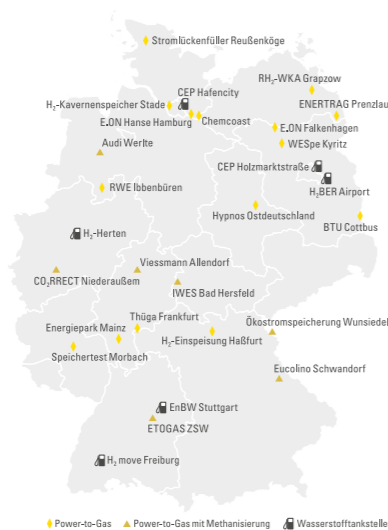 Stromlückenfüller Reußenköge
RH₂-WKA Grapzow
CEP Hafencity
H₂-Kavernenspeicher Stade
ENERTRAG Prenzlau
E.ON Hanse Hamburg
Chemcoast
E.ON Falkenhagen
Audi Werlte
WESpe Kyritz
CEP Holzmarktstraße
RWE Ibbenbüren
H₂BER Airport
Hypnos Ostdeutschland
BTU Cottbus
H₂-Herten
Viessmann Allendorf
CO₂RRECT Niederaußem
IWES Bad Hersfeld
Thüga Frankfurt
Ökostromspeicherung Wunsiedel
Energiepark Mainz
H₂-Einspeisung Haßfurt
Speichertest Morbach
Eucolino Schwandorf
EnBW Stuttgart
ETOGAS ZSW
H₂ move Freiburg
Power-to-Gas Power-to-Gas mit Methanisierung Wasserstofftankstelle